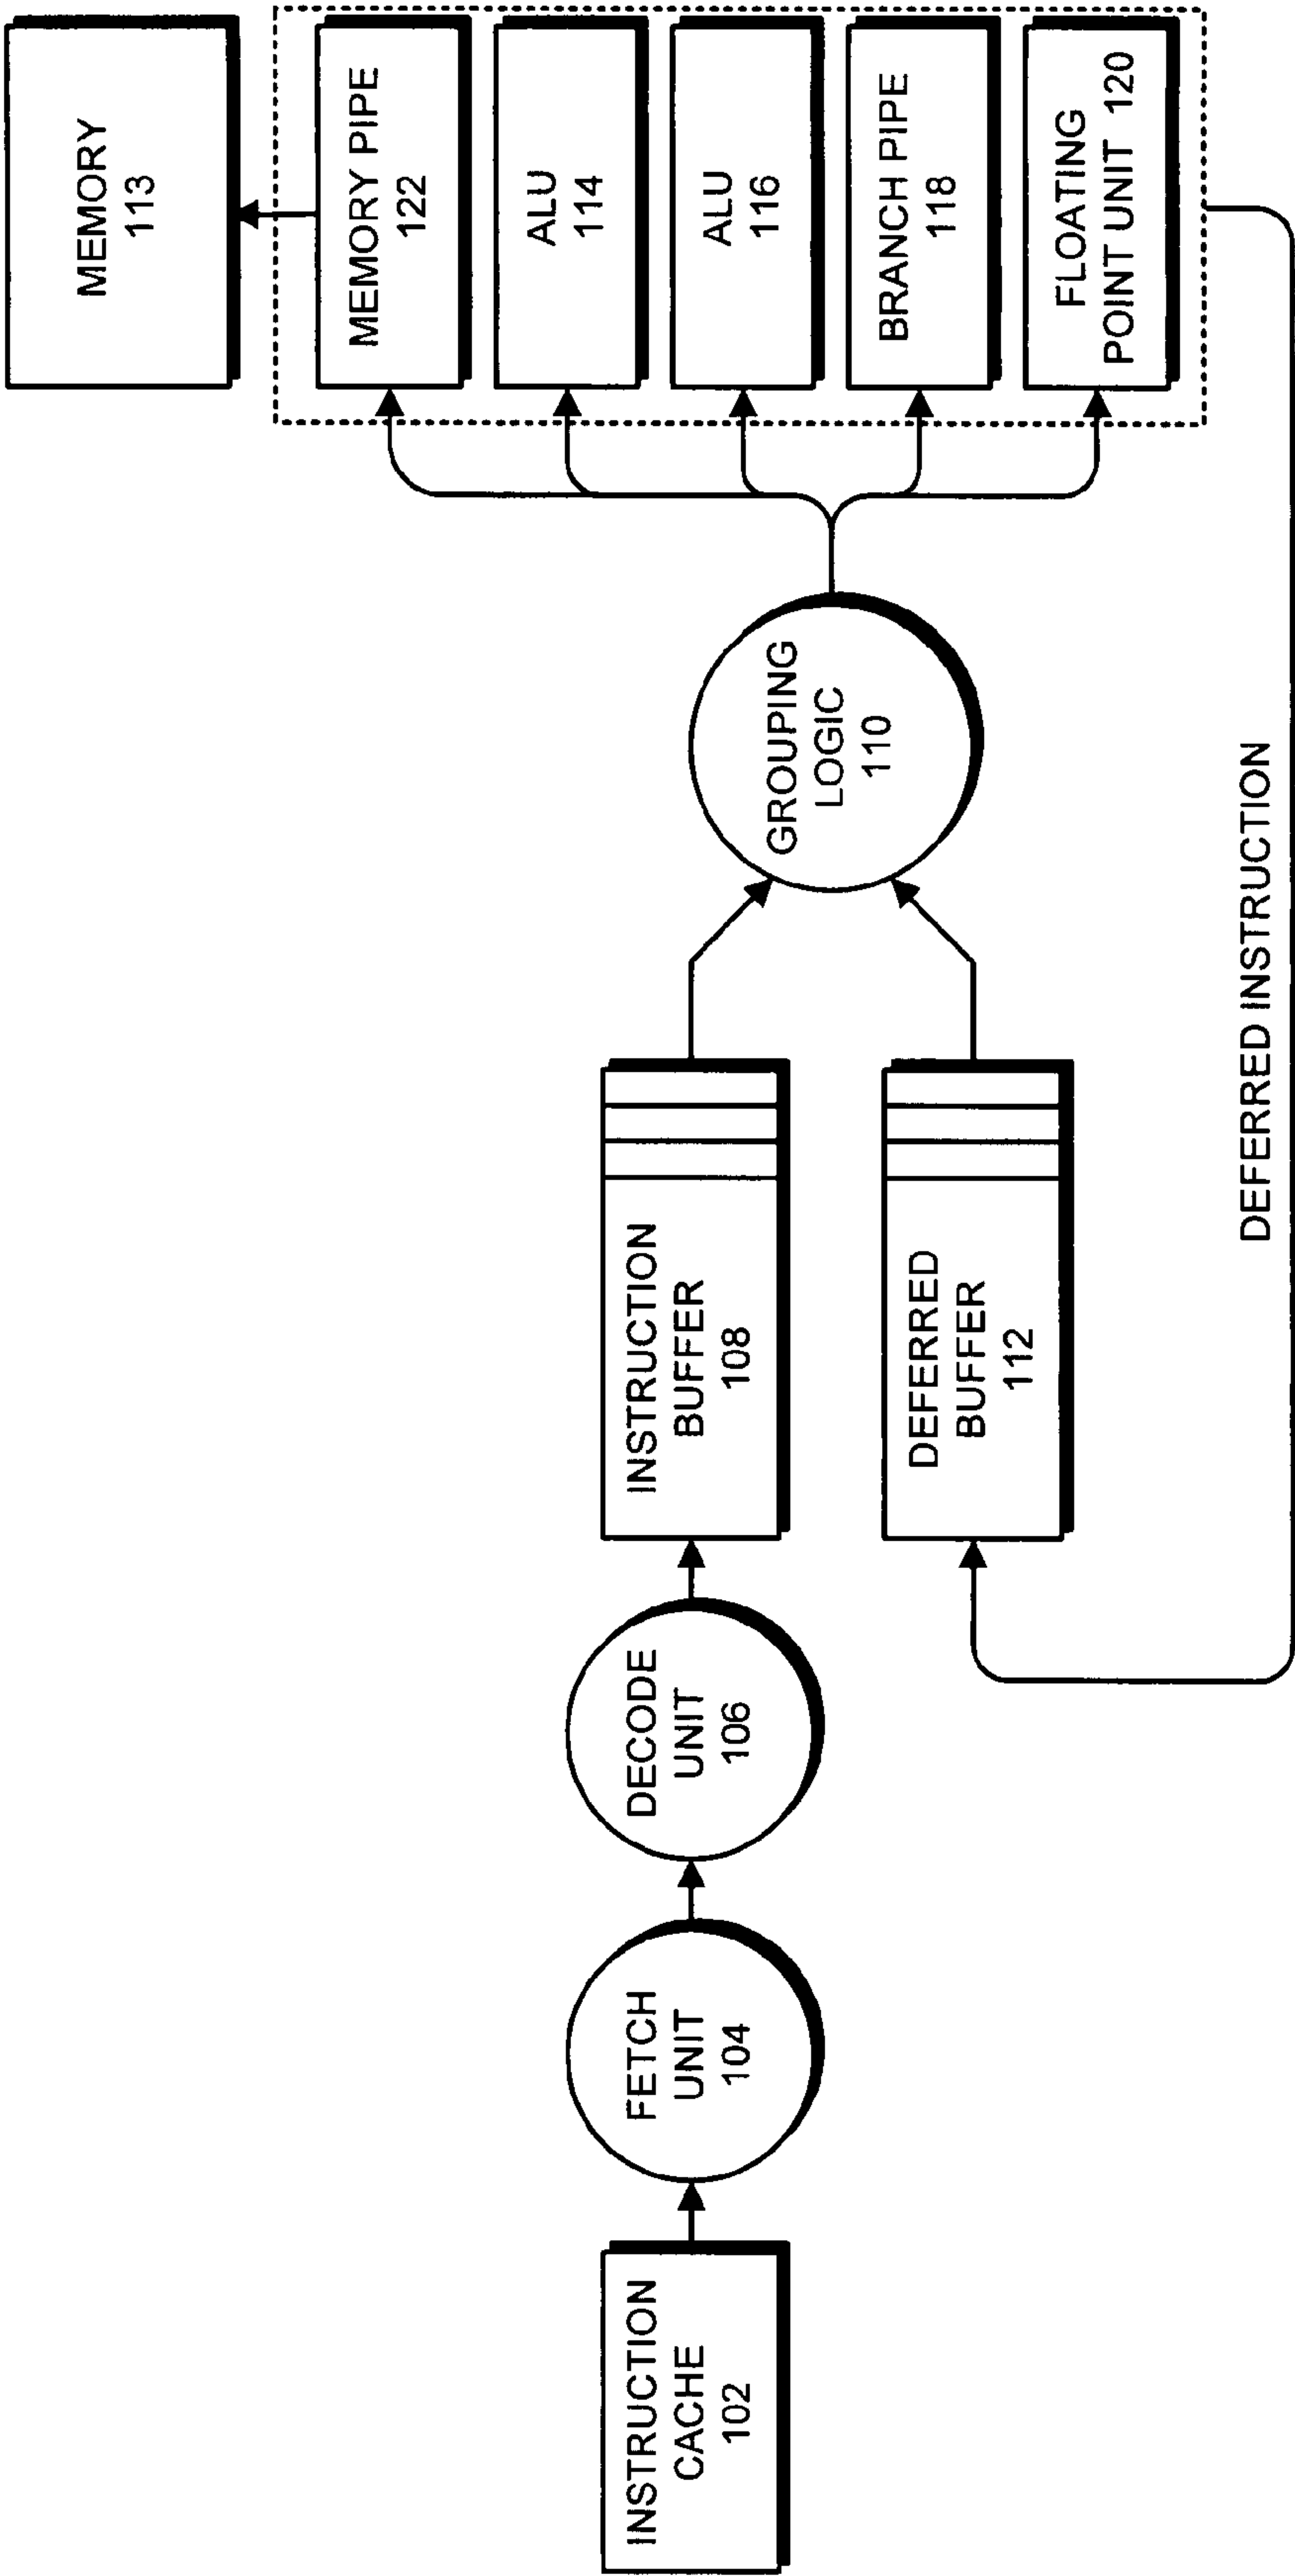 INSTRUCTION
CACHE
102
FETCH
UNIT
104
DECODE
UNIT
106
INSTRUCTION
BUFFER
108
DEFERRED
BUFFER
112
GROUPING
LOGIC
110
MEMORY
113
MEMORY PIPE
122
ALU
114
ALU
116
BRANCH PIPE
118
FLOATING
POINT UNIT 120
DEFERRED INSTRUCTION